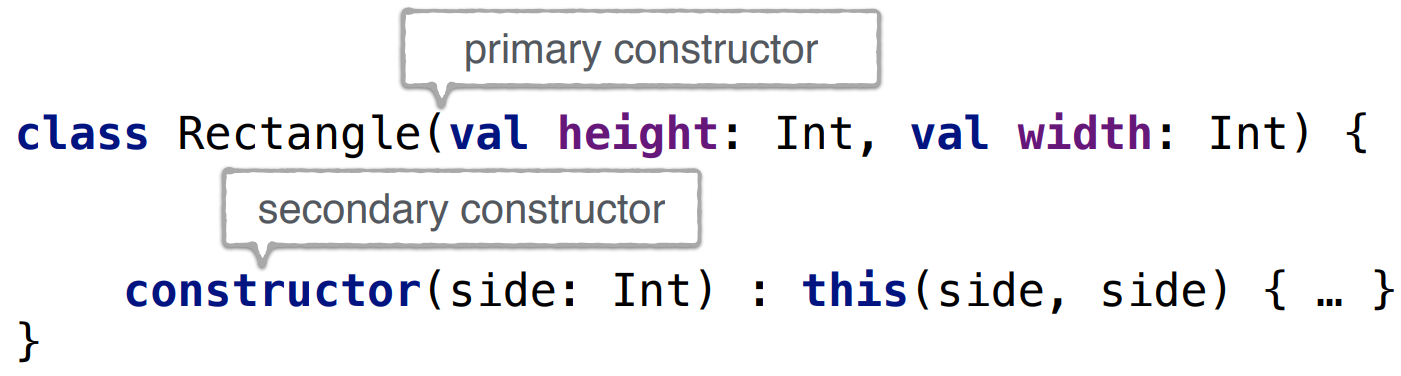 primary constructor
class Rectangle(val height: Int, val width: Int) {
secondary constructor
constructor(side: Int) : this(side, side) { … }
}